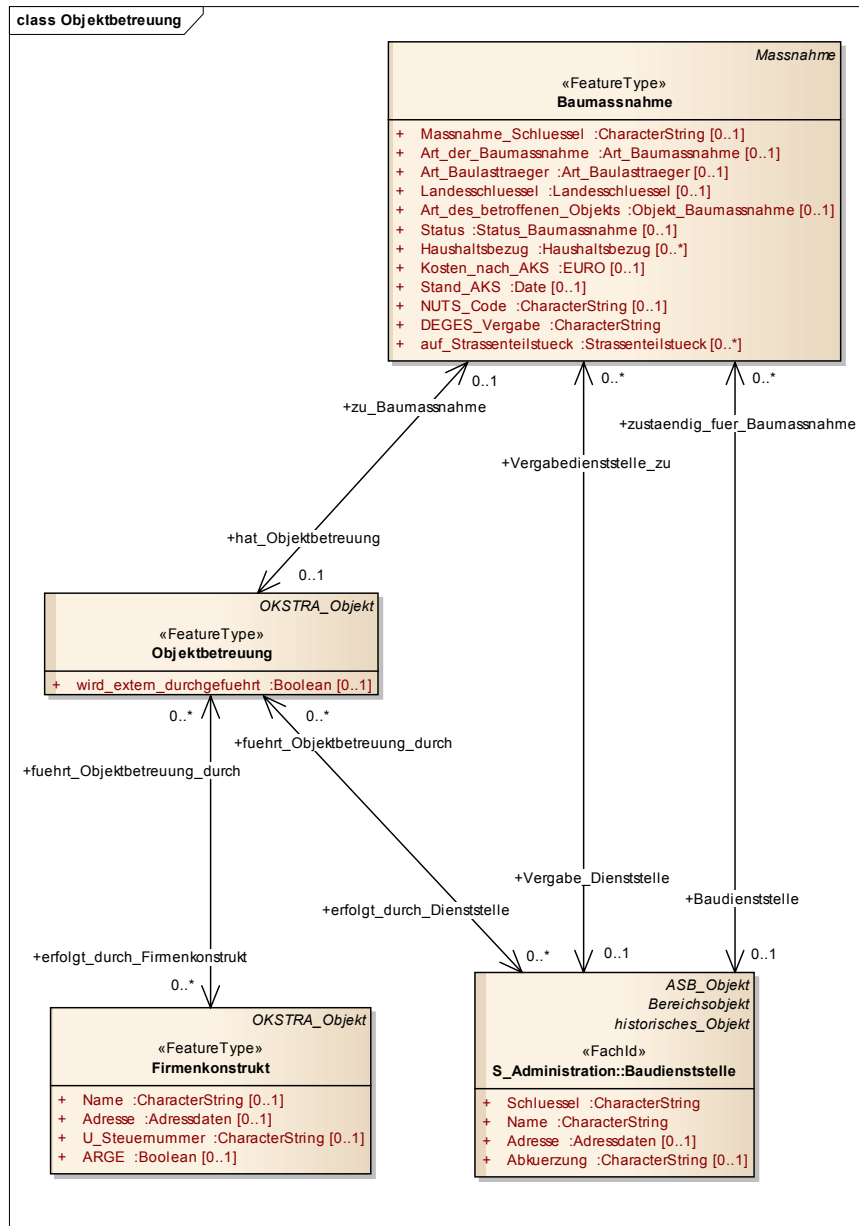 class Objektbetreuung
Massnahme
«FeatureType»
Baumassnahme
+ Massnahme_Schluessel :CharacterString [0..1]
+ Art_der_Baumassnahme :Art_Baumassnahme [0..1]
+ Art_Baulasttraeger :Art_Baulasttraeger [0..1]
+ Landesschluessel :Landesschluessel [0..1]
+ Art_des_betroffenen_Objekts :Objekt_Baumassnahme [0..1]
+ Status :Status_Baumassnahme [0..1]
+ Haushaltsbezug :Haushaltsbezug [0..*]
+ Kosten_nach_AKS :EURO [0..1]
+ Stand_AKS :Date [0..1]
+ NUTS_Code :CharacterString [0..1]
+ DEGES_Vergabe :CharacterString
+ auf_Strassenteilstueck :Strassenteilstueck [0..*]
0..1
0..*
0..*
+zu_Baumassnahme
+zustaendig_fuer_Baumassnahme
+Vergabedienststelle_zu
+hat_Objektbetreuung
0..1
OKSTRA_Objekt
«FeatureType»
Objektbetreuung
+ wird_extern_durchgefuehrt :Boolean [0..1]
0..*
0..*
+fuehrt_Objektbetreuung_durch
+fuehrt_Objektbetreuung_durch
+Vergabe_Dienststelle
+Baudienststelle
+erfolgt_durch_Dienststelle
+erfolgt_durch_Firmenkonstrukt
0..*
0..*
0..1
0..1
OKSTRA_Objekt
«FeatureType»
Firmenkonstrukt
+ Name :CharacterString [0..1]
+ Adresse :Adressdaten [0..1]
+ U_Steuernummer :CharacterString [0..1]
+ ARGE :Boolean [0..1]
ASB_Objekt
Bereichsobjekt
historisches_Objekt
«FachId»
S_Administration::Baudienststelle
+ Schluessel :CharacterString
+ Name :CharacterString
+ Adresse :Adressdaten [0..1]
+ Abkuerzung :CharacterString [0..1]